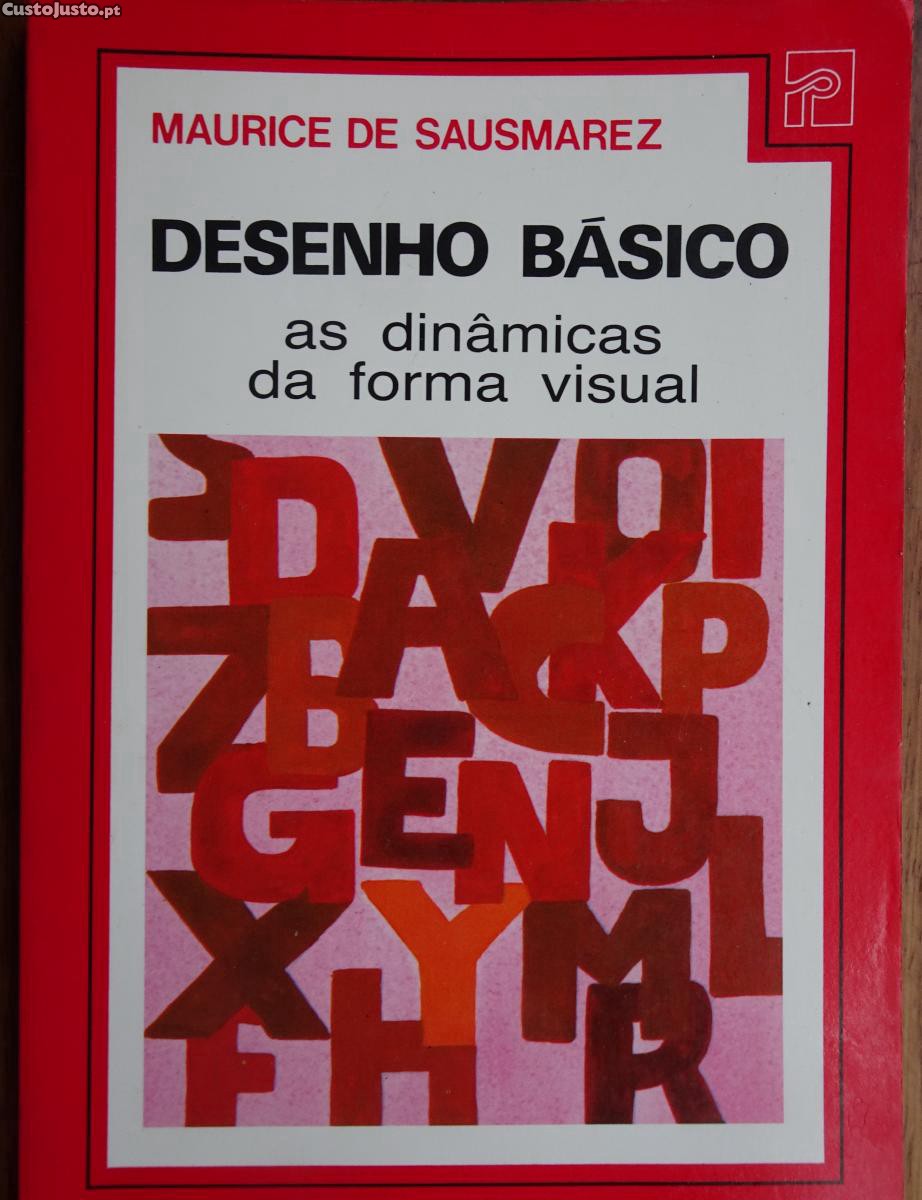 CustoJusto.pt
MAURICE DE SAUSMAREZ
DESENHO BÁSICO
as dinâmicas
da forma visual
S D V O I
A K
Z B C P
G E N J
X Y M L
F H R